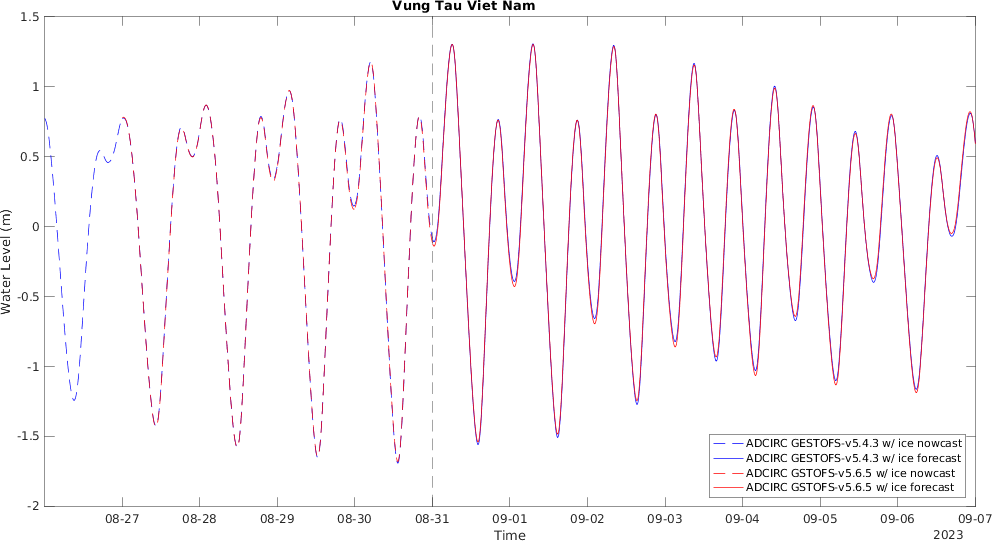 Vung Tau Viet Nam
1.5
1
0.5
0
-0.5
-1
-1.5
-2
Water Level (m)
ADCIRC GESTOFS-v5.4.3 w/ ice nowcast
ADCIRC GESTOFS-v5.4.3 w/ ice forecast
ADCIRC GSTOFS-v5.6.5 w/ ice nowcast
ADCIRC GSTOFS-v5.6.5 w/ ice forecast
08-27 08-28 08-29 08-30 08-31 09-01 09-02 09-03 09-04 09-05 09-06 09-07
Time
2023